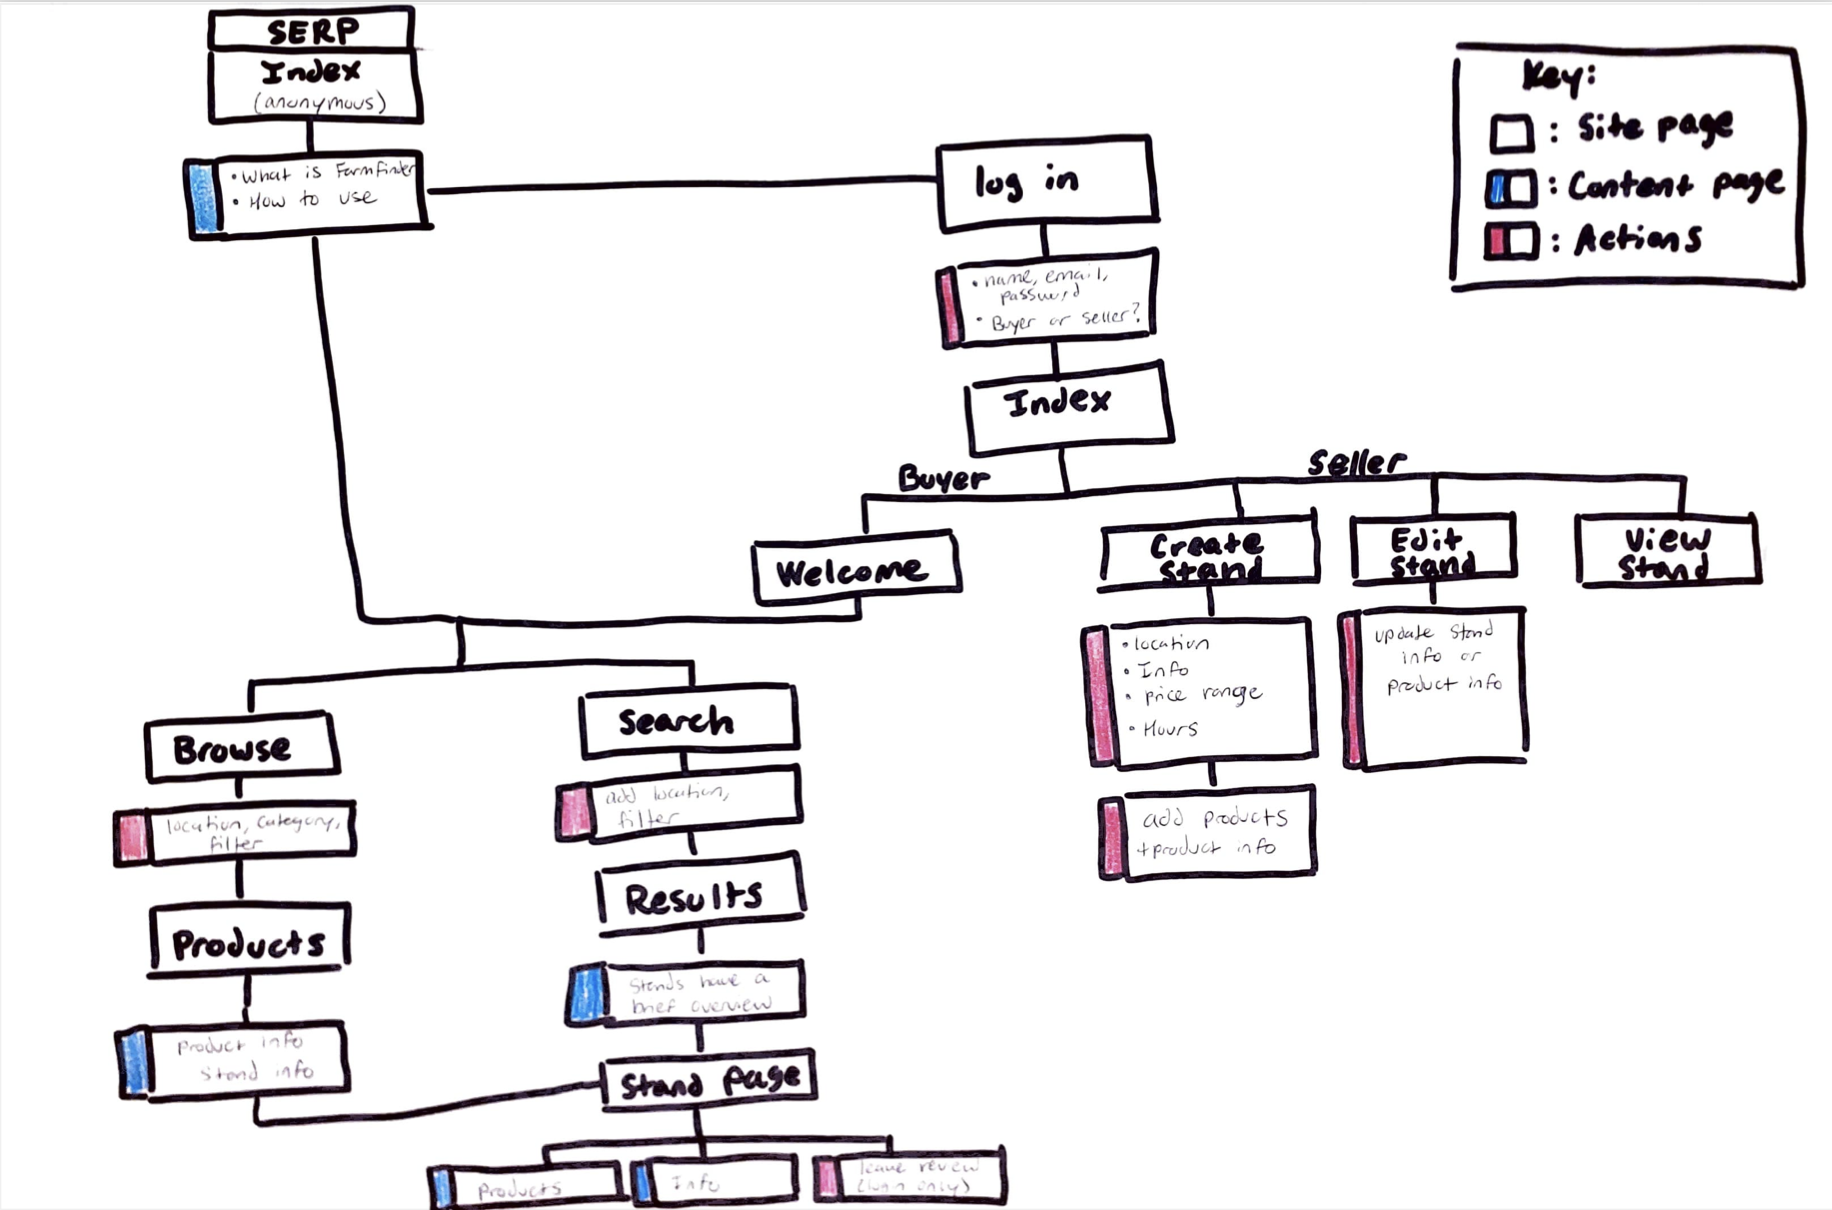 SERP
Index
(anonymous)
• What is Farmfinder
• How to use
log in
• name, email,
password
• Buyer or seller?
Index
Buyer
Seller
Welcome
Create
Stand
• location
• Info
• price range
• Hours
add products
+product info
Edit
Stand
update stand
info or
product info
View
Stand
Browse
location, category,
filter
Products
product info
stand info
Search
add location,
filter
Results
Stands have a
brief overview
Stand page
products
Info
leave review
(login only)
Key:
: Site page
: Content page
: Actions